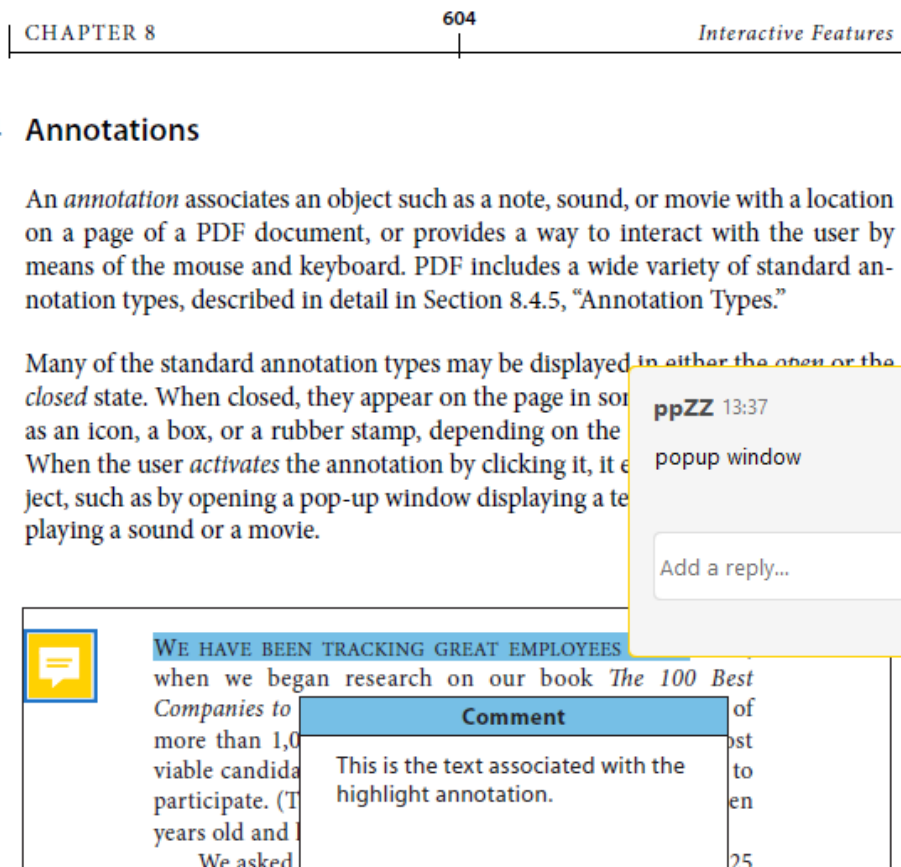 CHAPTER 8
604
Interactive Features
Annotations
An annotation associates an object such as a note, sound, or movie with a location
on a page of a PDF document, or provides a way to interact with the user by
means of the mouse and keyboard. PDF includes a wide variety of standard an-
notation types, described in detail in Section 8.4.5, “Annotation Types.”
Many of the standard annotation types may be displayed in either the open or the
closed state. When closed, they appear on the page in
as an icon, a box, or a rubber stamp, depending on the
When the user activates the annotation by clicking it, it
ject, such as by opening a pop-up window displaying a
playing a sound or a movie.
ppZZ 13:37
popup window
Add a reply...
WE HAVE BEEN TRACKING GREAT EMPLOYEES
when we began research on our book The 100 Best
Companies to of
more than
viable to
participate.
years old and
We asked 25
Comment
This is the text associated with the
highlight annotation.